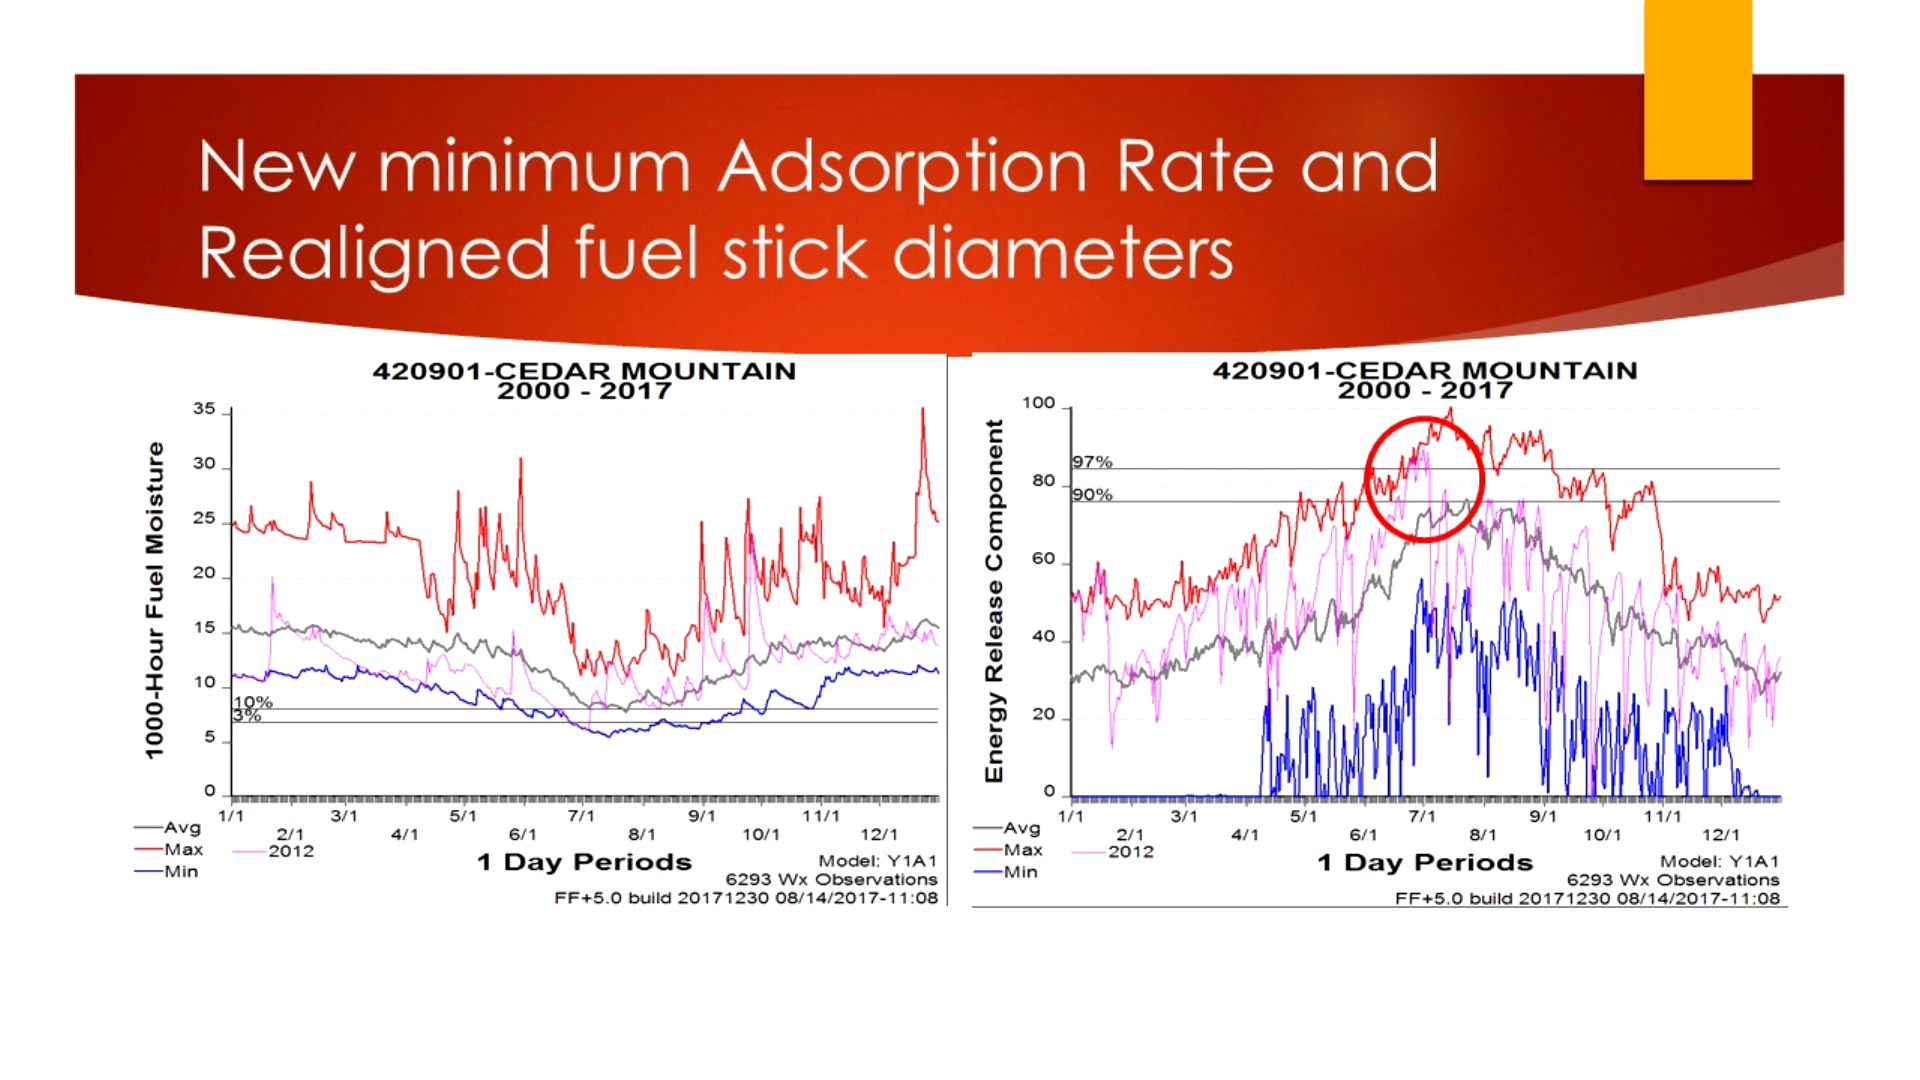 New minimum Adsorption Rate and
Realigned fuel stick diameters
420901-CEDAR MOUNTAIN
2000 - 2017
1000-Hour Fuel Moisture
35
30
25
20
15
10
10%
3%
5
0
1/1
2/1
3/1
4/1
5/1
6/1
7/1
8/1
9/1
10/1
11/1
12/1
Avg
Max
2012
Min
1 Day Periods
Model: Y1A1
6293 Wx Observations
FF+5.0 build 20171230 08/14/2017-11:08
420901-CEDAR MOUNTAIN
2000 - 2017
Energy Release Component
100
97%
80
90%
60
40
20
0
1/1
2/1
3/1
4/1
5/1
6/1
7/1
8/1
9/1
10/1
11/1
12/1
Avg
Max
2012
Min
1 Day Periods
Model: Y1A1
6293 Wx Observations
FF+5.0 build 20171230 08/14/2017-11:08